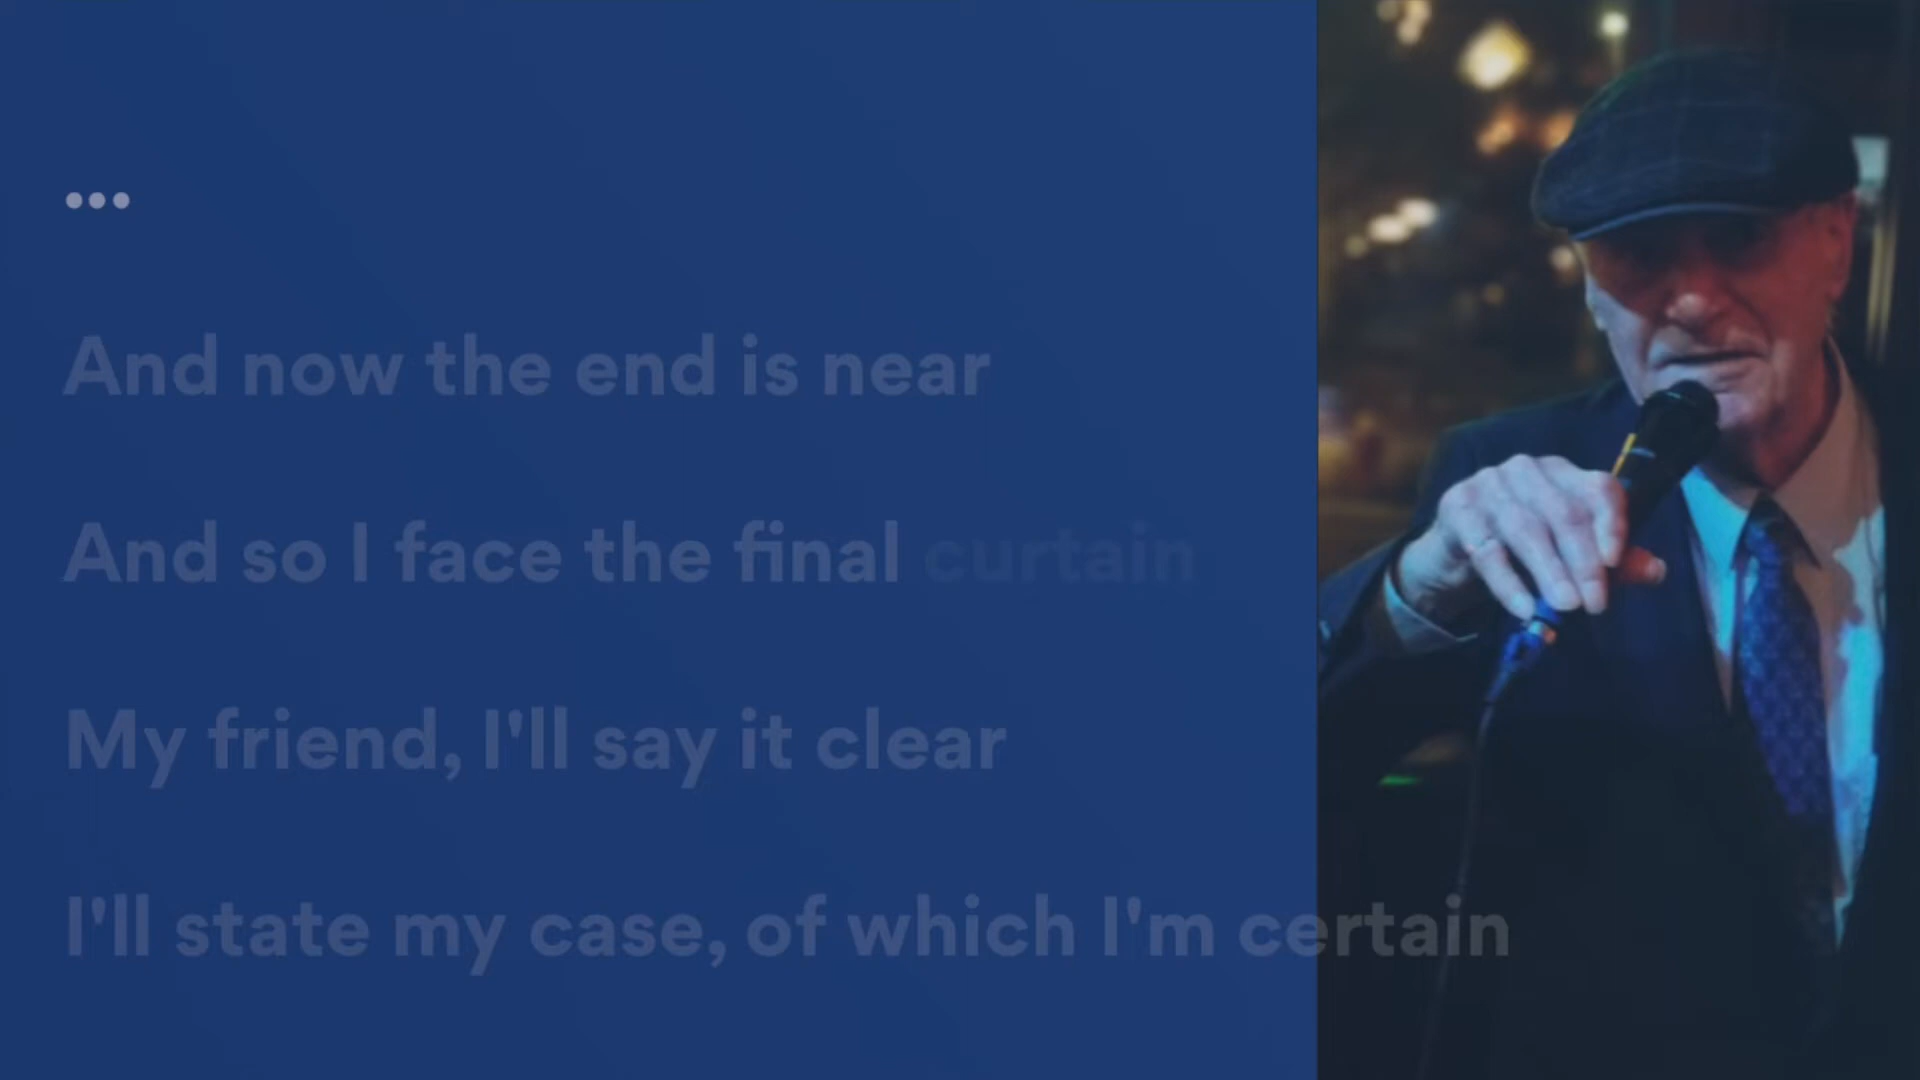 And now the end is near
And so I face the final curtain
My friend, I'll say it clear
I'll state my case, of which I'm certain